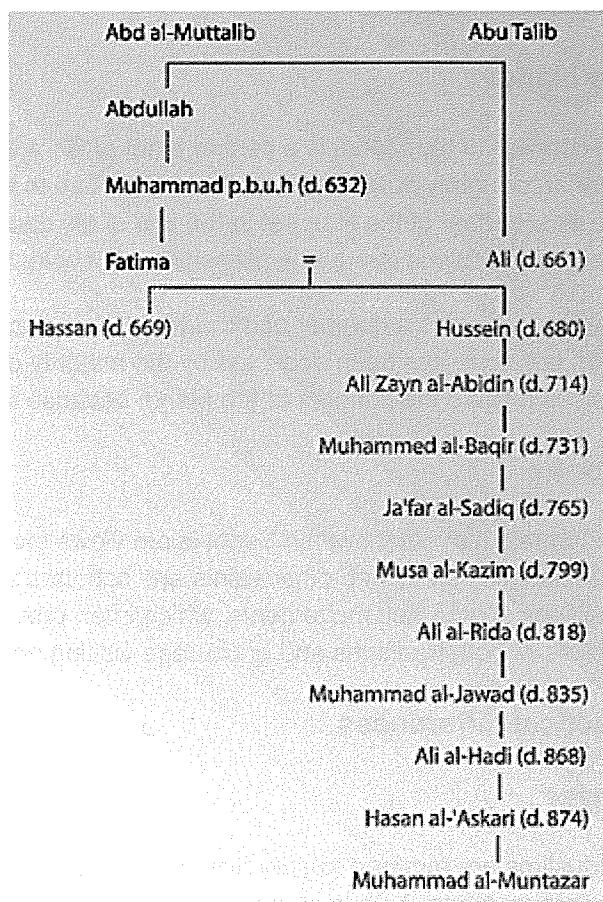 Abd al-Muttalib Abu Talib
Abdullah
Muhammad p.b.u.h (d. 632)
Fatima = Ali (d. 661)
Hassan (d. 669) Hussein (d. 680)
Ali Zayn al-Abidin (d. 714)
Muhammed al-Baqir (d. 731)
Ja'far al-Sadiq (d. 765)
Musa al-Kazim (d. 799)
Ali al-Rida (d. 818)
Muhammad al-Jawad (d. 835)
Ali al-Hadi (d. 868)
Hasan al-'Askari (d. 874)
Muhammad al-Muntazar